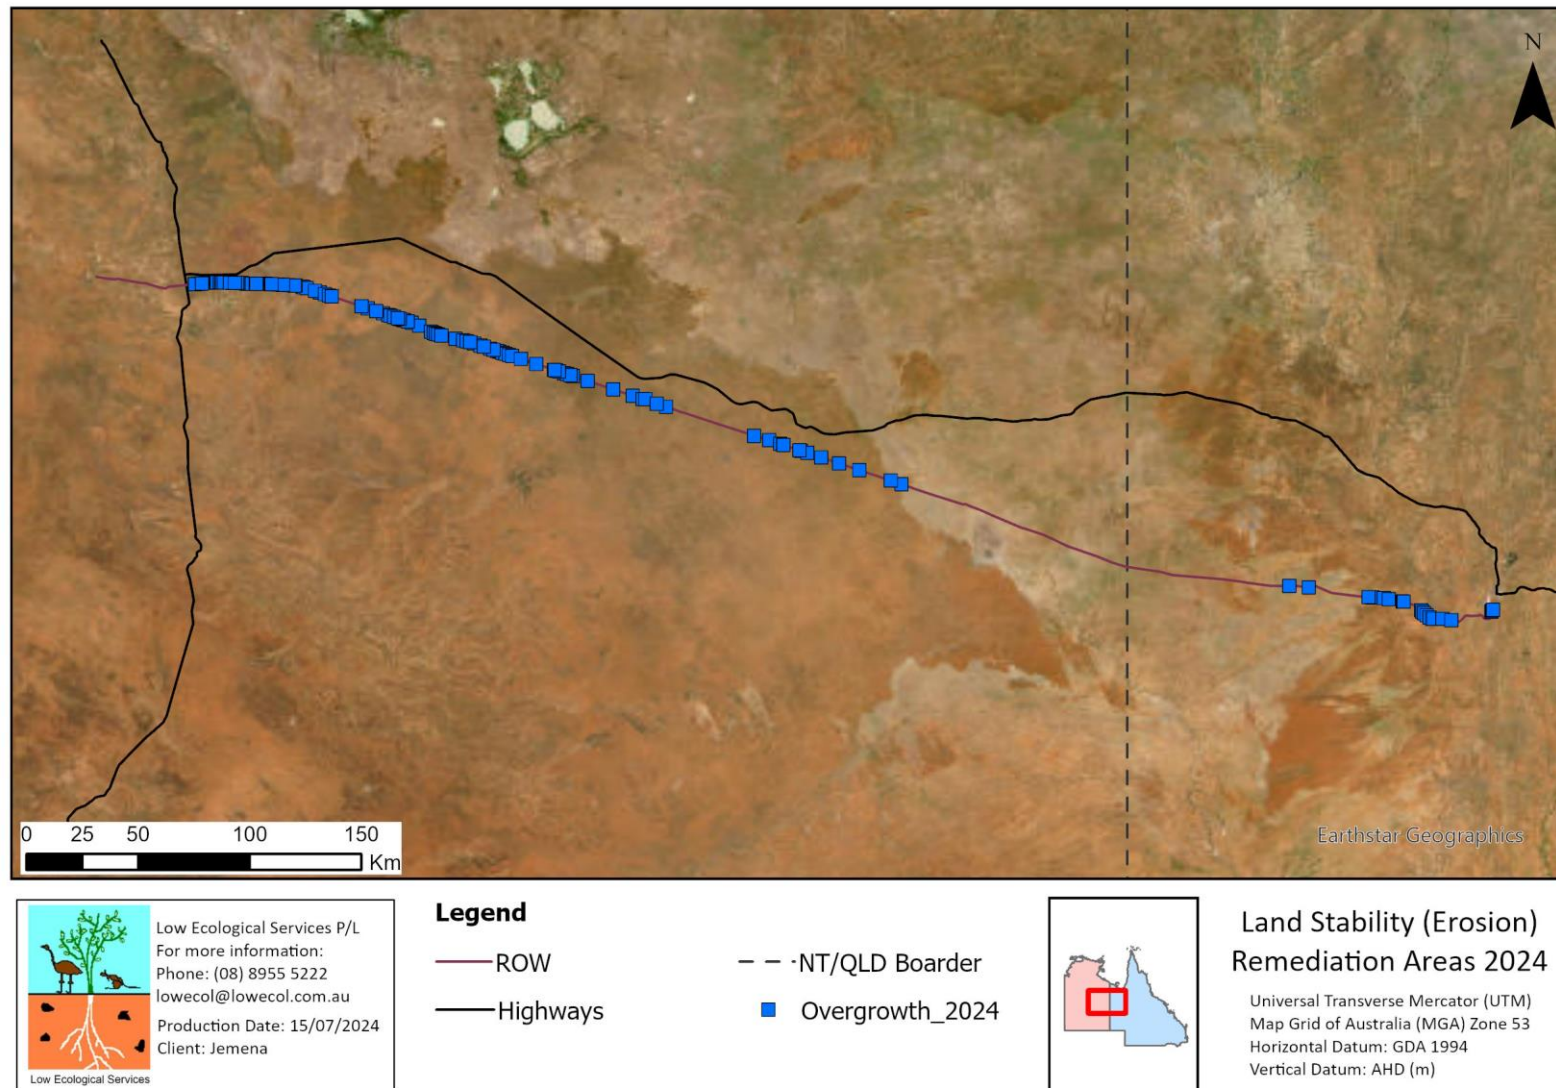 N
0 25 50 100 150
Km
Earthstar Geographics
Low Ecological Services P/L
For more information:
Phone: (08) 8955 5222
lowecol@lowecol.com.au
Production Date: 15/07/2024
Client: Jemena
Low Ecological Services
Legend
ROW
Highways
NT/QLD Boarder
Overgrowth_2024
Land Stability (Erosion)
Remediation Areas 2024
Universal Transverse Mercator (UTM)
Map Grid of Australia (MGA) Zone 53
Horizontal Datum: GDA 1994
Vertical Datum: AHD (m)